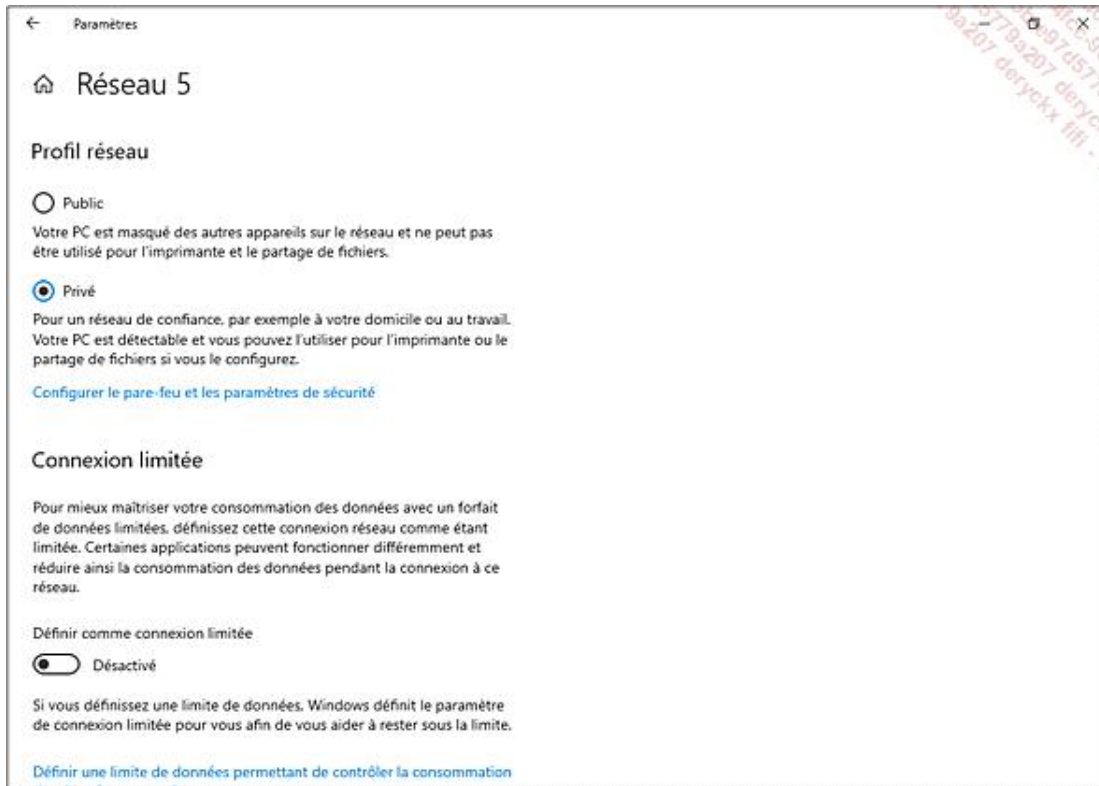 Paramètres
Réseau 5
Profil réseau
Public
Votre PC est masqué des autres appareils sur le réseau et ne peut pas
être utilisé pour l'imprimante et le partage de fichiers.
Privé
Pour un réseau de confiance, par exemple à votre domicile ou au travail.
Votre PC est détectable et vous pouvez l'utiliser pour l'imprimante ou le
partage de fichiers si vous le configurez.
Configurer le pare-feu et les paramètres de sécurité
Connexion limitée
Pour mieux maîtriser votre consommation des données avec un forfait
de données limitées, définissez cette connexion réseau comme étant
limitée. Certaines applications peuvent fonctionner différemment et
réduire ainsi la consommation des données pendant la connexion à ce
réseau.
Définir comme connexion limitée
Désactivé
Si vous définissez une limite de données, Windows définit le paramètre
de connexion limitée pour vous afin de vous aider à rester sous la limite.
Définir une limite de données permettant de contrôler la consommation